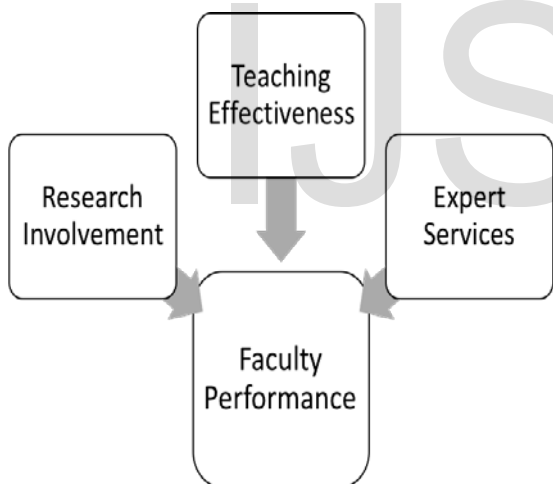 IJS
Teaching
Effectiveness
Research
Involvement
Expert
Services
Faculty
Performance